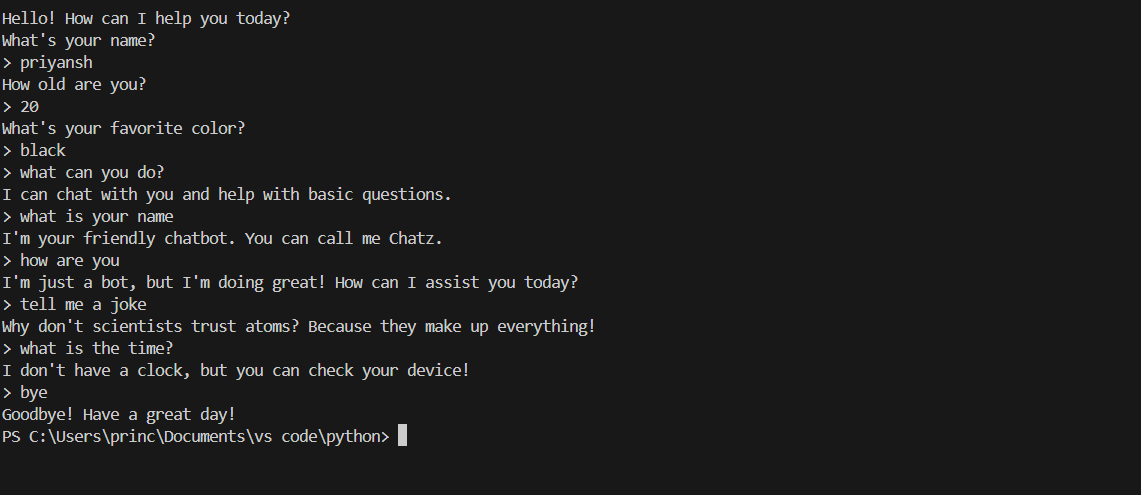 Hello! How can I help you today?
What's your name?
> priyansh
How old are you?
> 20
What's your favorite color?
> black
> what can you do?
I can chat with you and help with basic questions.
> what is your name
I'm your friendly chatbot. You can call me Chatz.
> how are you
I'm just a bot, but I'm doing great! How can I assist you today?
> tell me a joke
Why don't scientists trust atoms? Because they make up everything!
> what is the time?
I don't have a clock, but you can check your device!
> bye
Goodbye! Have a great day!
PS C:\Users\princ\Documents\vs code\python>